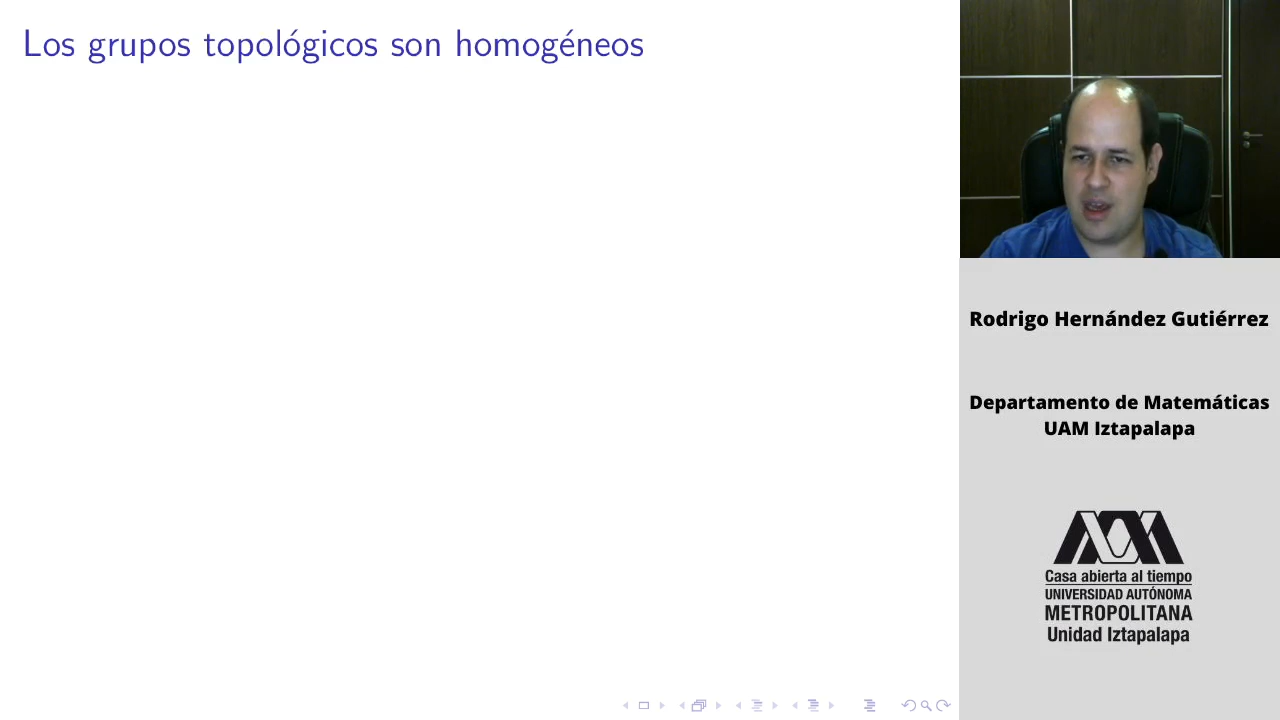 Los grupos topológicos son homogéneos
Rodrigo Hernández Gutiérrez
Departamento de Matemáticas
UAM Iztapalapa
Casa abierta al tiempo
UNIVERSIDAD AUTÓNOMA
METROPOLITANA
Unidad Iztapalapa